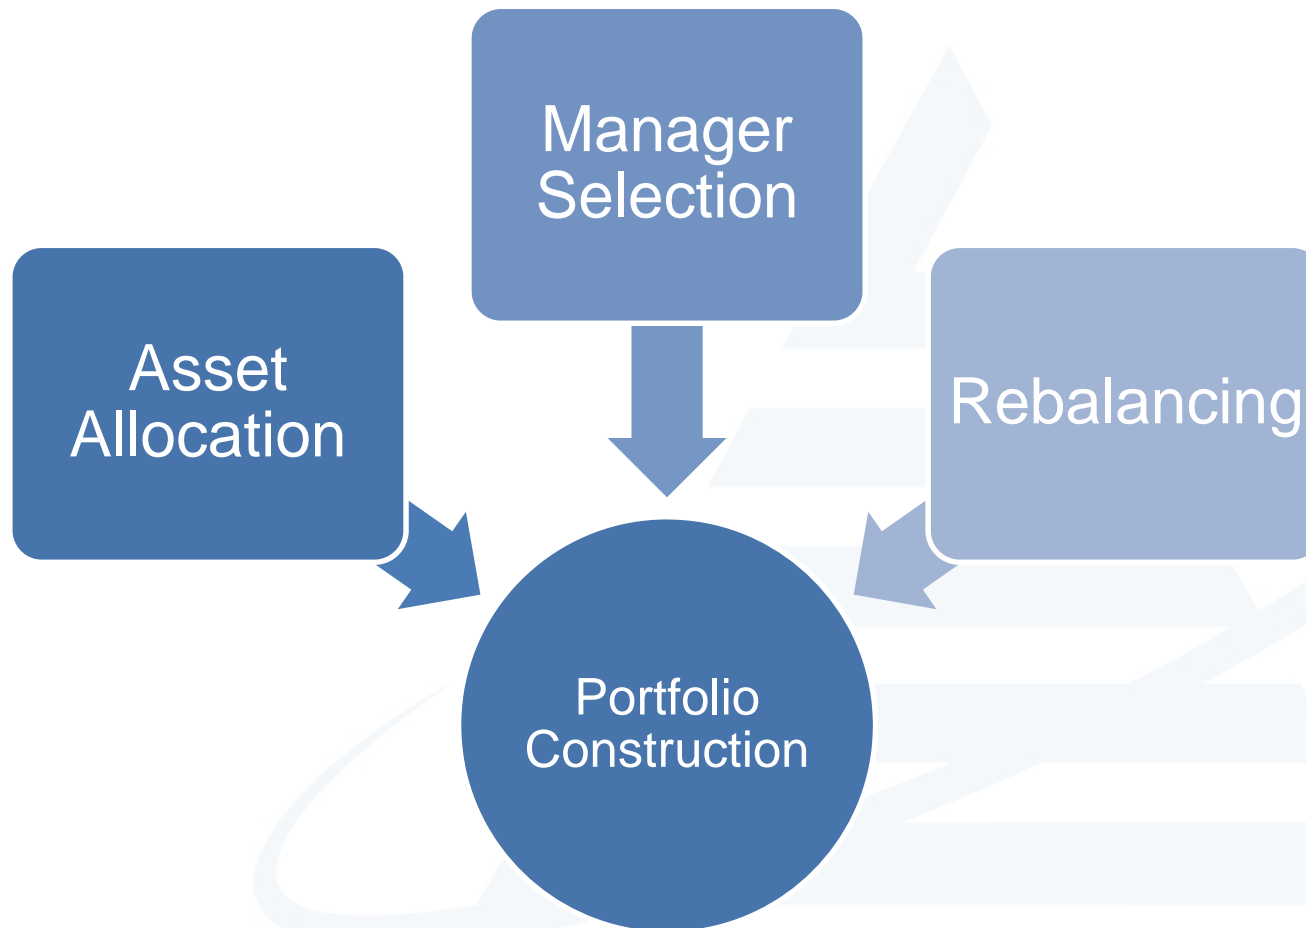 Manager
Selection
Asset
Allocation
Rebalancing
Portfolio
Construction